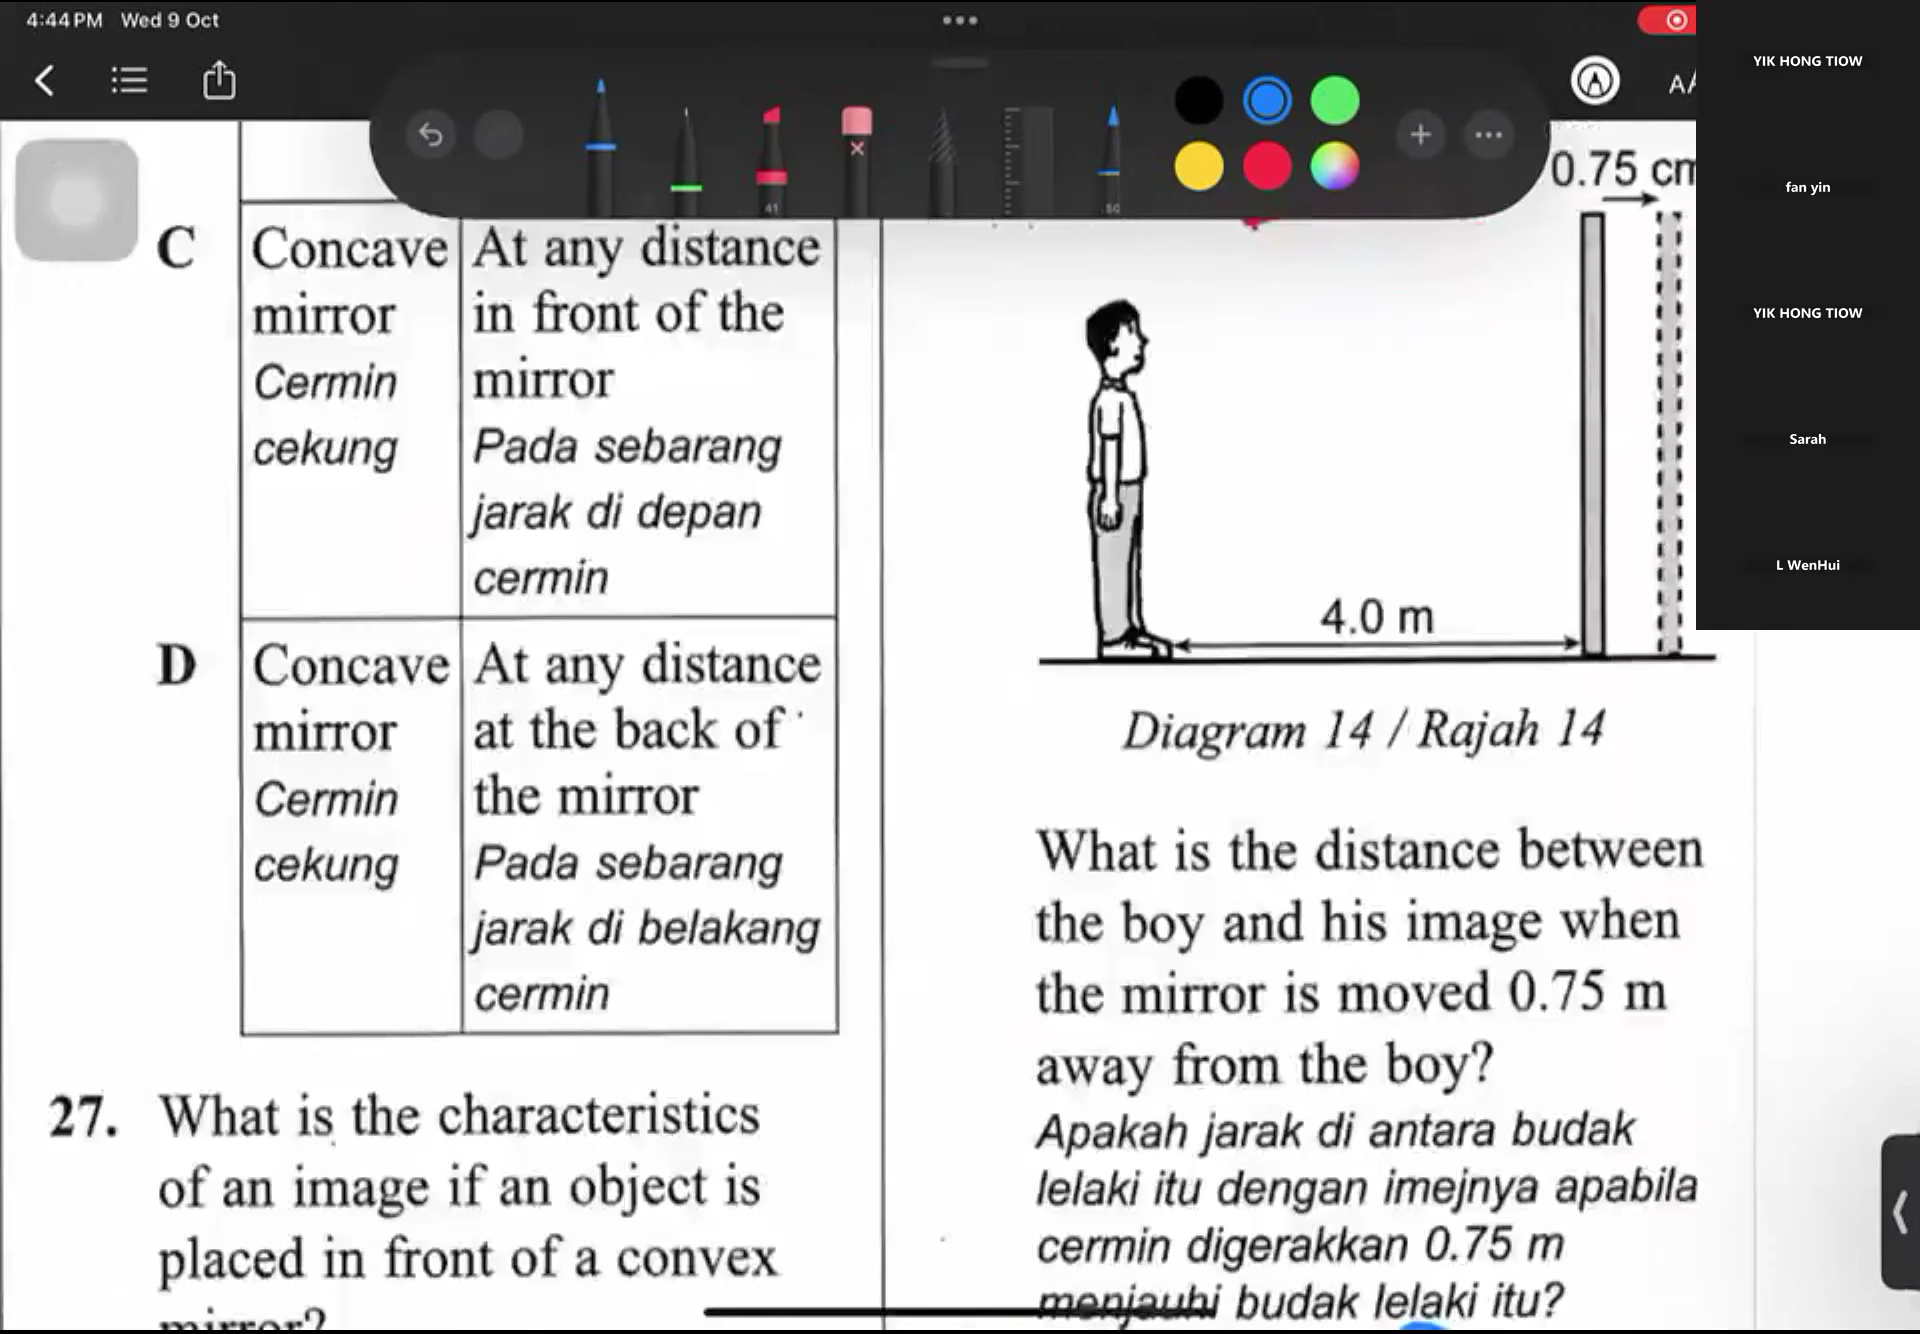 4:44 PM Wed 9 Oct
41
50
C
Concave
mirror
Cermin
cekung
At any distance
in front of the
mirror
Pada sebarang
jarak di depan
cermin
D
Concave
mirror
Cermin
cekung
At any distance
at the back of
the mirror
Pada sebarang
jarak di belakang
cermin
27. What is the characteristics
of an image if an object is
placed in front of a convex
mirror?
0.75 cm
4.0 m
Diagram 14 / Rajah 14
What is the distance between
the boy and his image when
the mirror is moved 0.75 m
away from the boy?
Apakah jarak di antara budak
lelaki itu dengan imejnya apabila
cermin digerakkan 0.75 m
menjauhi budak lelaki itu?
YIK HONG TIOW
fan yin
YIK HONG TIOW
Sarah
L WenHui